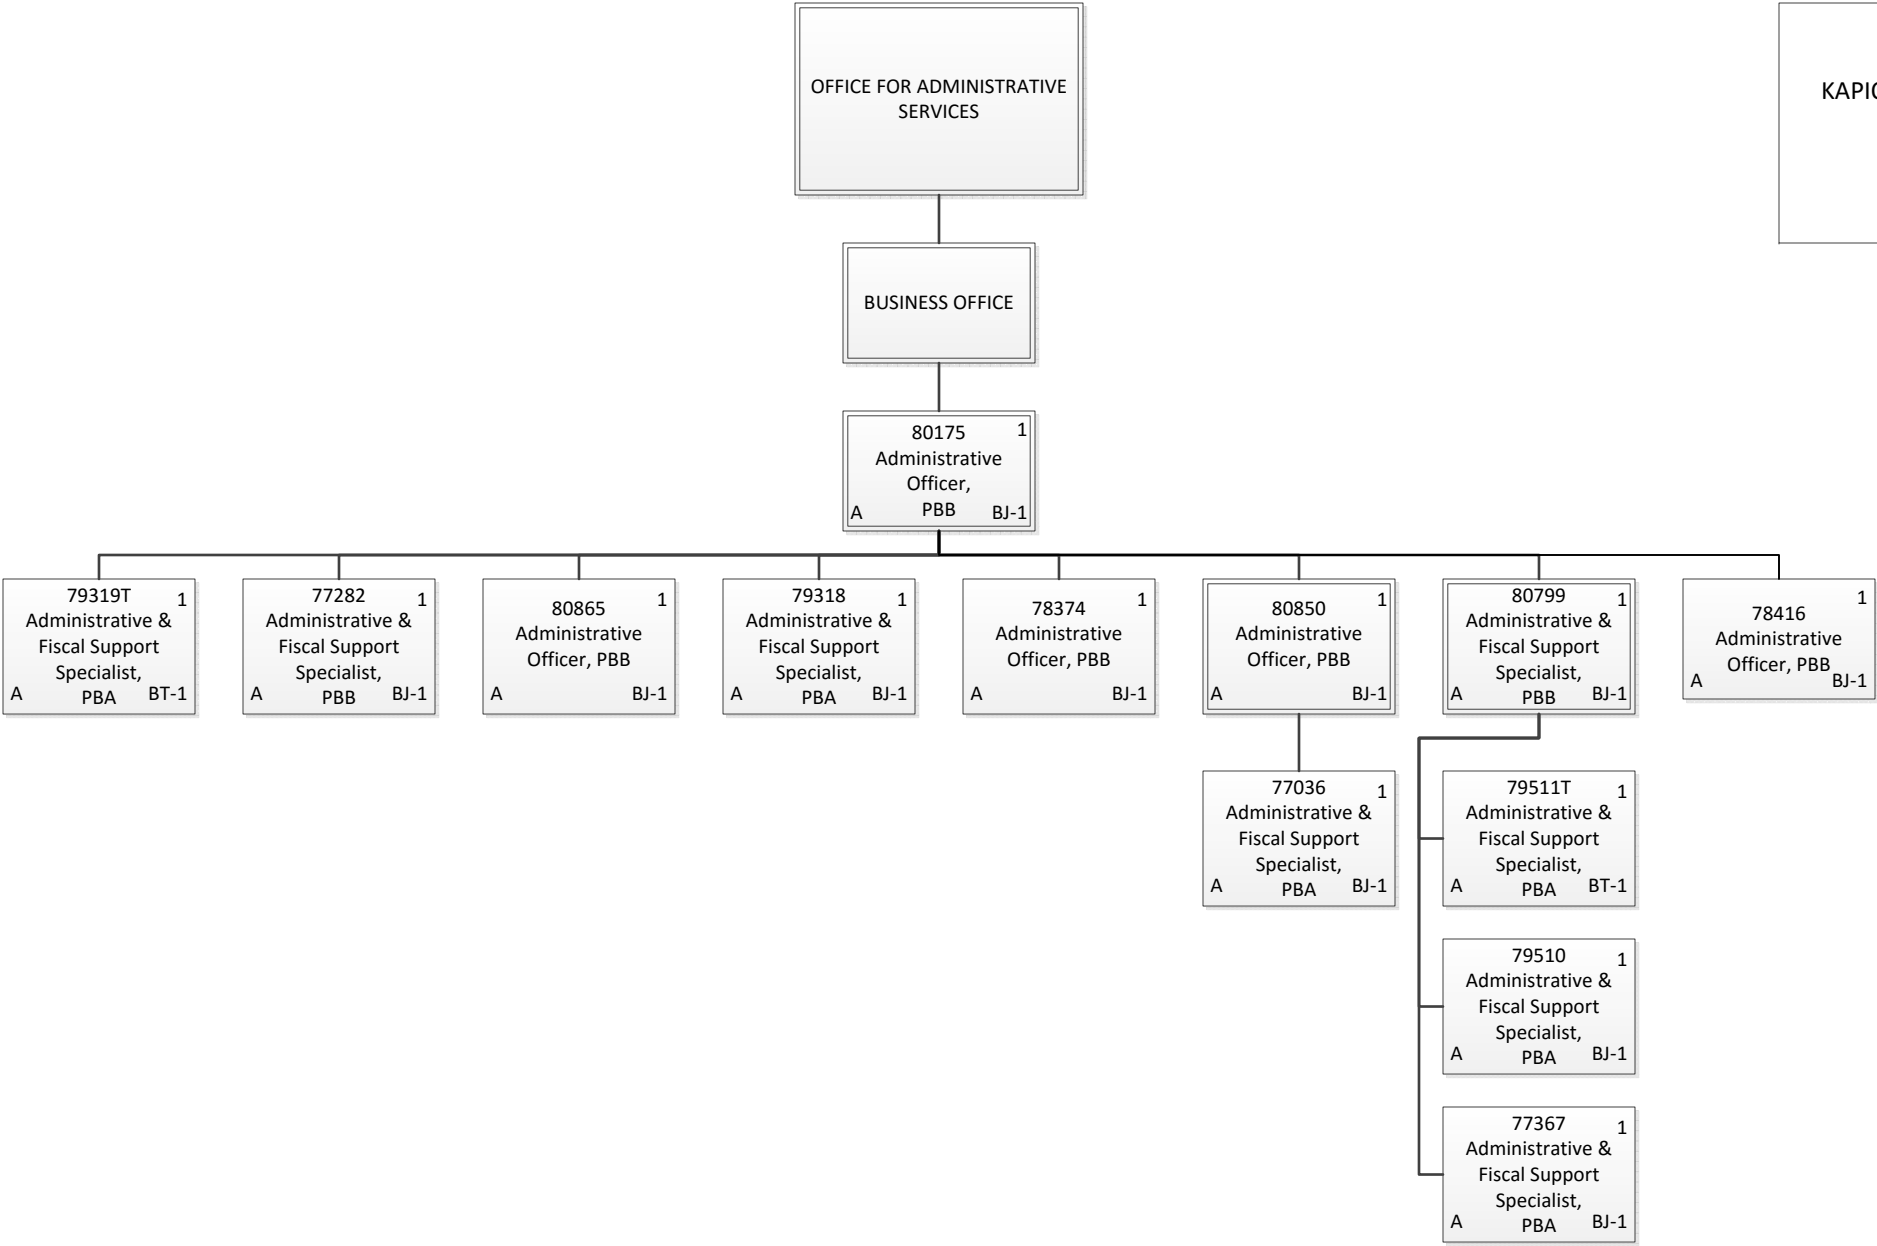 OFFICE FOR ADMINISTRATIVE
SERVICES
BUSINESS OFFICE
80175 1
Administrative
Officer,
PBB
A BJ-1
79319T 1
Administrative &
Fiscal Support
Specialist,
PBA
A BT-1
77282 1
Administrative &
Fiscal Support
Specialist,
PBB
A BJ-1
80865 1
Administrative
Officer, PBB
A BJ-1
79318 1
Administrative &
Fiscal Support
Specialist,
PBA
A BJ-1
78374 1
Administrative
Officer, PBB
A BJ-1
80850 1
Administrative
Officer, PBB
A BJ-1
80799 1
Administrative &
Fiscal Support
Specialist,
PBB
A BJ-1
78416 1
Administrative
Officer, PBB
A BJ-1
77036 1
Administrative &
Fiscal Support
Specialist,
PBA
A BJ-1
79511T 1
Administrative &
Fiscal Support
Specialist,
PBA
A BT-1
79510 1
Administrative &
Fiscal Support
Specialist,
PBA
A BJ-1
77367 1
Administrative &
Fiscal Support
Specialist,
PBA
A BJ-1